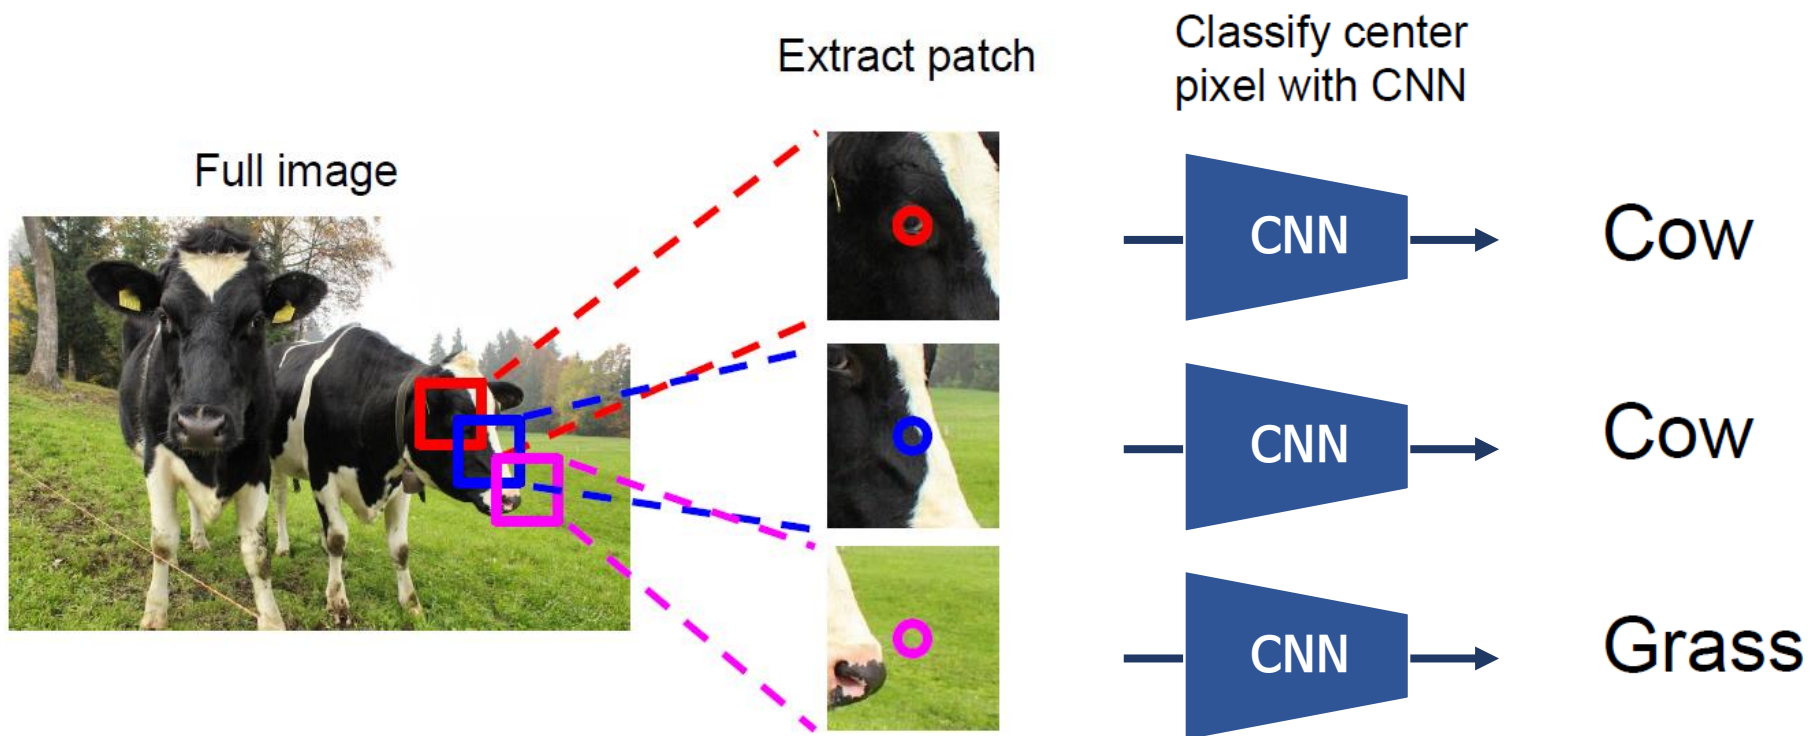 Full image
Extract patch
Classify center
pixel with CNN
CNN
Cow
CNN
Cow
CNN
Grass